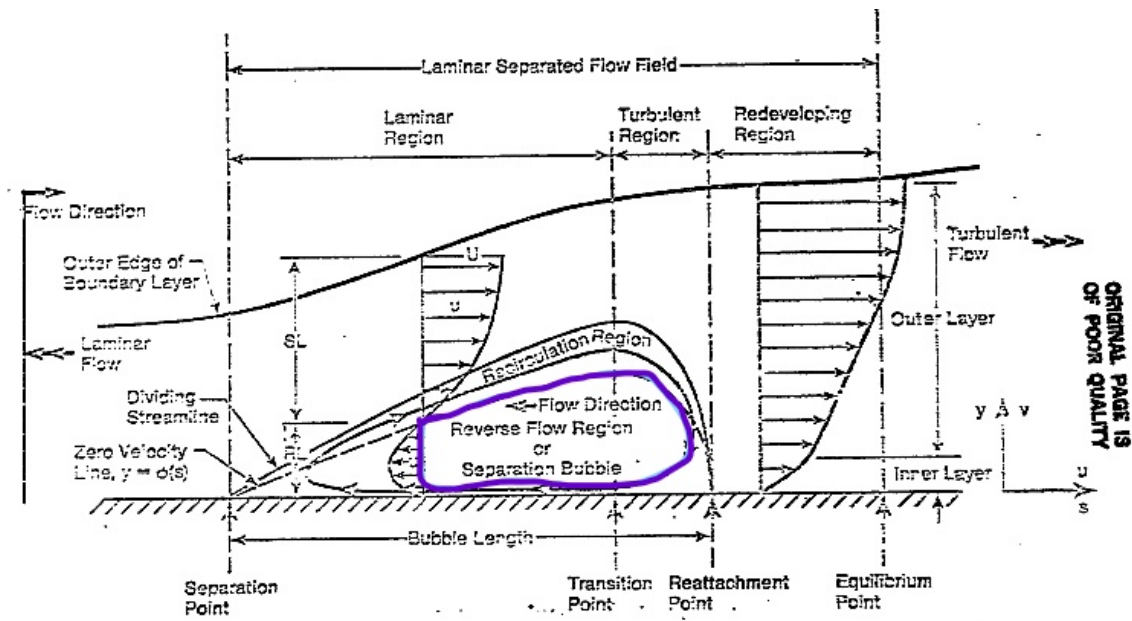 Laminar Separated Flow Field
Laminar
Region
Turbulent
Region
Redeveloping
Region
Flow Direction
Outer Edge of
Boundary Layer
Laminar
Flow
U
u
SL
Recirculation Region
Turbulent
Flow
Outer Layer
Dividing
Streamline
Flow Direction
Reverse Flow Region
or
Separation Bubble
RL
Zero Velocity
Line, y = ϕ(s)
Inner Layer
y
v
u
s
Bubble Length
Separation
Point
Transition
Point
Reattachment
Point
Equilibrium
Point
ORIGINAL PAGE IS
OF POOR QUALITY